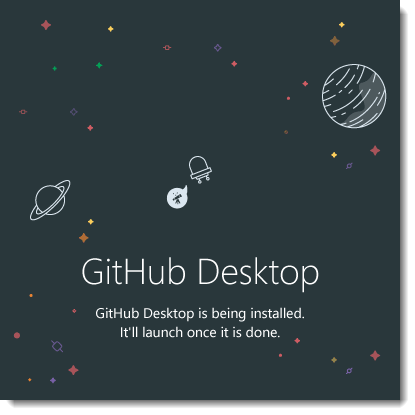 GitHub Desktop
GitHub Desktop is being installed.
It'll launch once it is done.